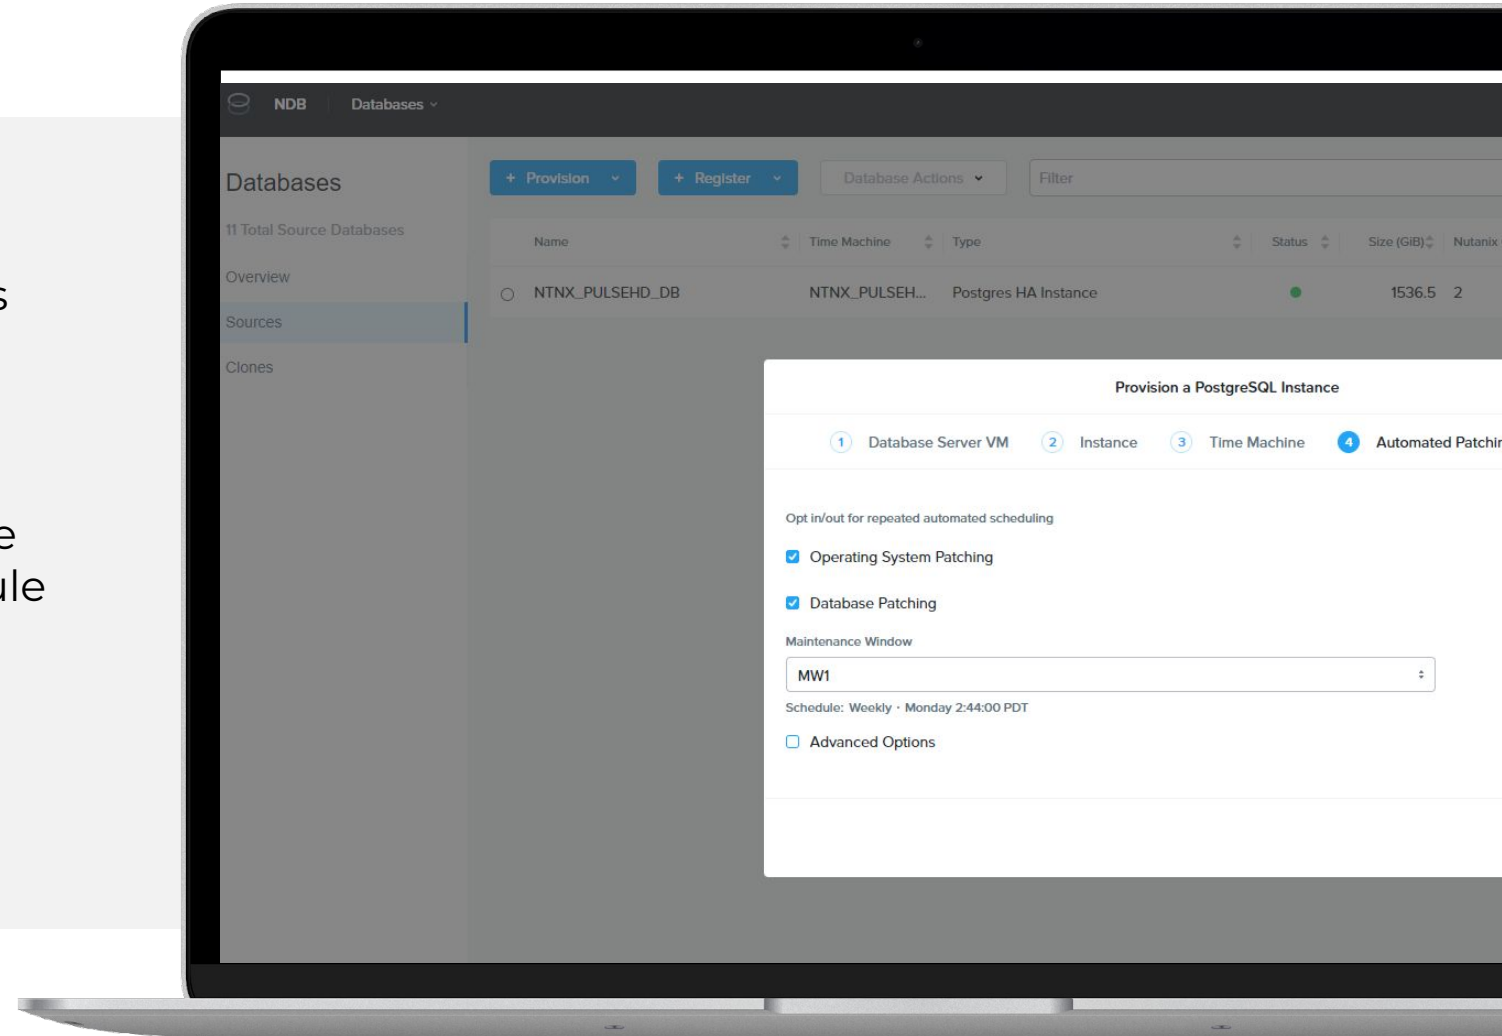 s
e
ule
NDB Databases
Databases
11 Total Source Databases
Overview
Sources
Clones
+ Provision + Register Database Actions Filter
Name Time Machine Type Status Size (GiB) Nutanix
NTNX_PULSEHD_DB NTNX_PULSEH... Postgres HA Instance 1536.5 2
Provision a PostgreSQL Instance
1 Database Server VM 2 Instance 3 Time Machine 4 Automated Patchin
Opt in/out for repeated automated scheduling
Operating System Patching
Database Patching
Maintenance Window
MW1
Schedule: Weekly · Monday 2:44:00 PDT
Advanced Options